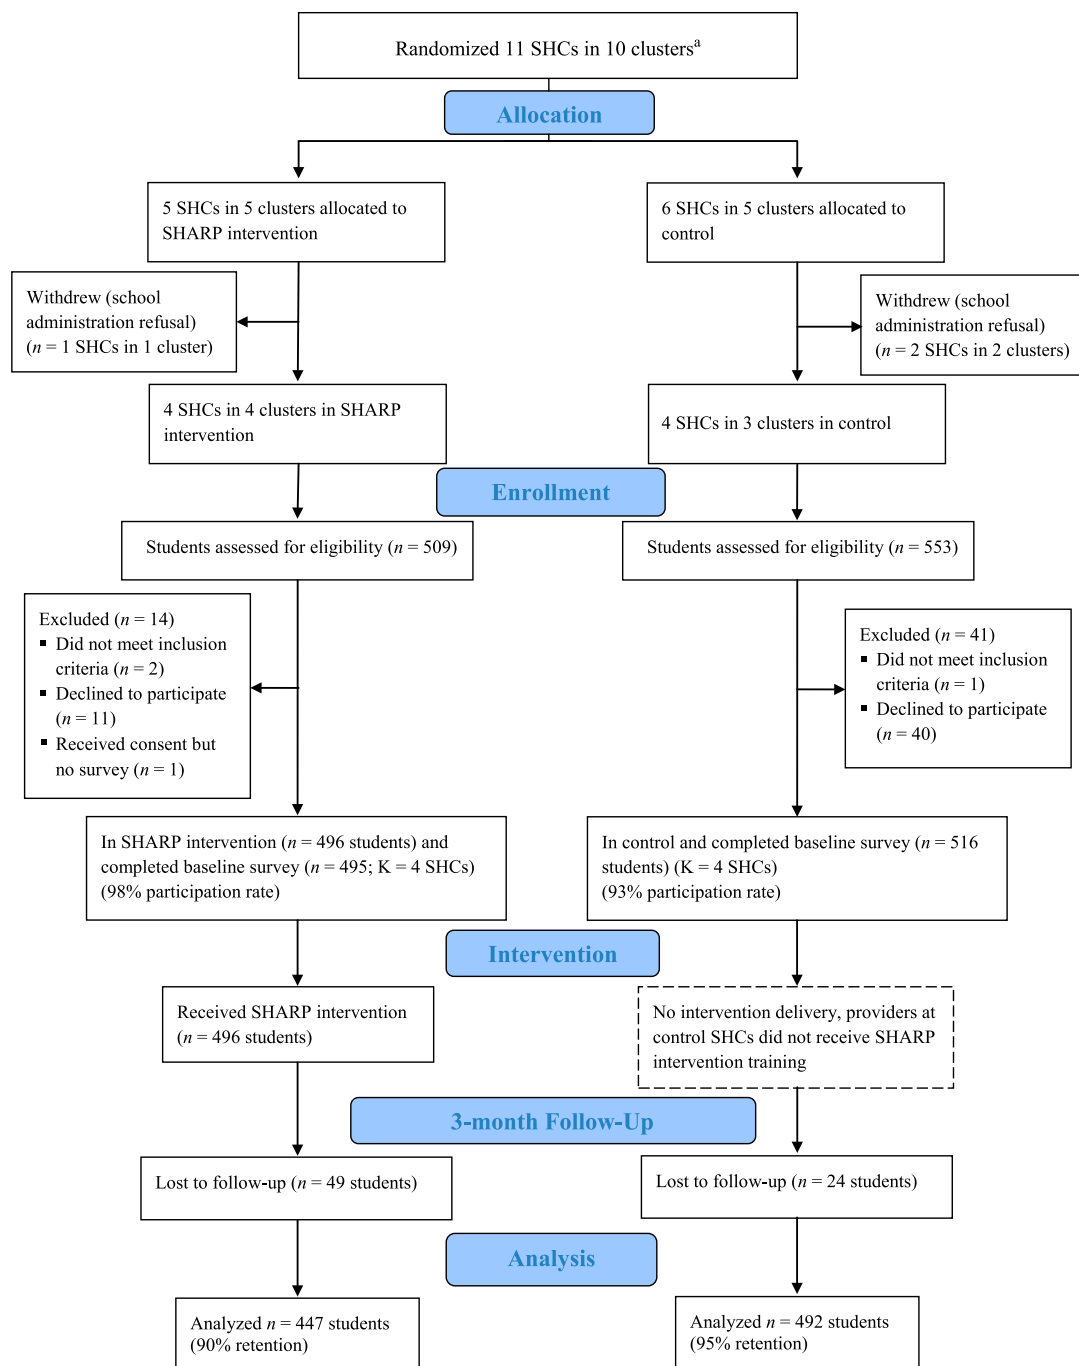 Randomized 11 SHCs in 10 clustersᵃ
Allocation
5 SHCs in 5 clusters allocated to
SHARP intervention
6 SHCs in 5 clusters allocated to
control
Withdrew (school
administration refusal)
(n = 1 SHCs in 1 cluster)
Withdrew (school
administration refusal)
(n = 2 SHCs in 2 clusters)
4 SHCs in 4 clusters in SHARP
intervention
4 SHCs in 3 clusters in control
Enrollment
Students assessed for eligibility (n = 509)
Students assessed for eligibility (n = 553)
Excluded (n = 14)
▪ Did not meet inclusion
criteria (n = 2)
▪ Declined to participate
(n = 11)
▪ Received consent but
no survey (n = 1)
Excluded (n = 41)
▪ Did not meet inclusion
criteria (n = 1)
▪ Declined to participate
(n = 40)
In SHARP intervention (n = 496 students) and
completed baseline survey (n = 495; K = 4 SHCs)
(98% participation rate)
In control and completed baseline survey (n = 516
students) (K = 4 SHCs)
(93% participation rate)
Intervention
Received SHARP intervention
(n = 496 students)
No intervention delivery, providers at
control SHCs did not receive SHARP
intervention training
3-month Follow-Up
Lost to follow-up (n = 49 students)
Lost to follow-up (n = 24 students)
Analysis
Analyzed n = 447 students
(90% retention)
Analyzed n = 492 students
(95% retention)